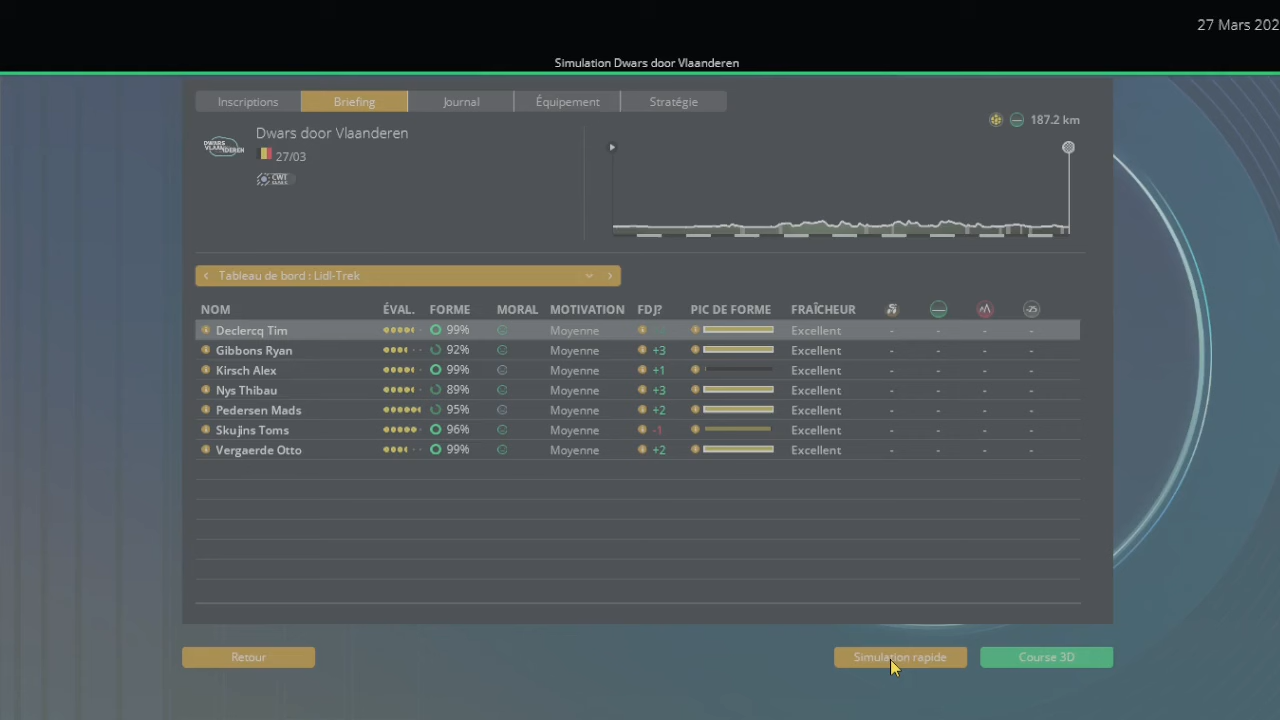 27 Mars 202
Simulation Dwars door Vlaanderen
Inscriptions Briefing Journal Équipement Stratégie
Dwars door Vlaanderen
187.2 km
27/03
Tableau de bord : Lidl-Trek
NOM ÉVAL. FORME MORAL MOTIVATION FDJ? PIC DE FORME FRAÎCHEUR
Declercq Tim 99% Moyenne Excellent - - - -
Gibbons Ryan 92% Moyenne +3 Excellent - - - -
Kirsch Alex 99% Moyenne +1 Excellent - - - -
Nys Thibau 89% Moyenne +3 Excellent - - - -
Pedersen Mads 95% Moyenne +2 Excellent - - - -
Skujins Toms 96% Moyenne -1 Excellent - - - -
Vergaerde Otto 99% Moyenne +2 Excellent - - - -
Retour Simulation rapide Course 3D